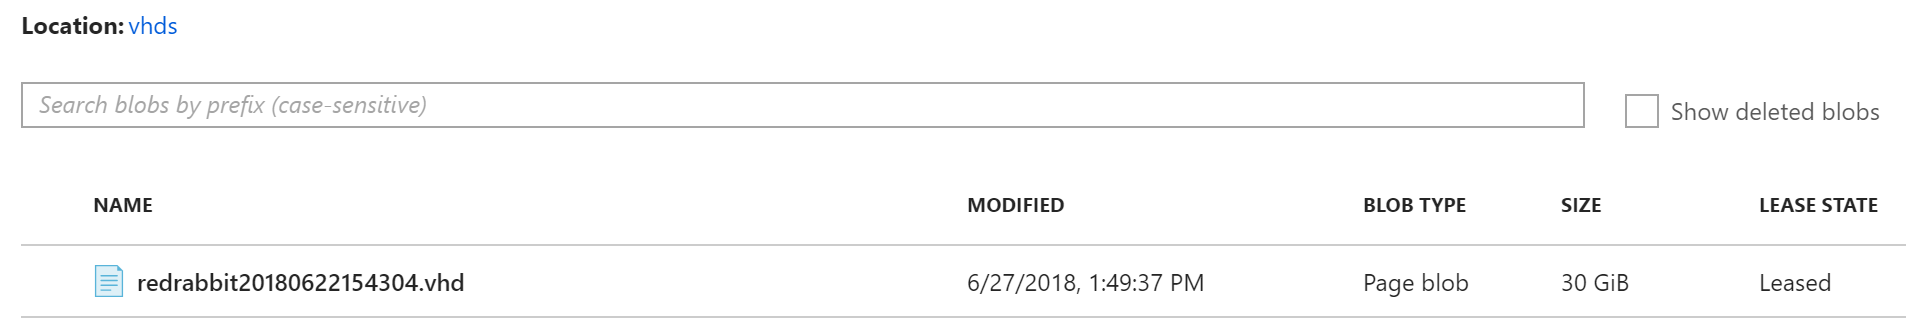 Location: vhds
Search blobs by prefix (case-sensitive)
Show deleted blobs
NAME MODIFIED BLOB TYPE SIZE LEASE STATE
redrabbit20180622154304.vhd 6/27/2018, 1:49:37 PM Page blob 30 GiB Leased